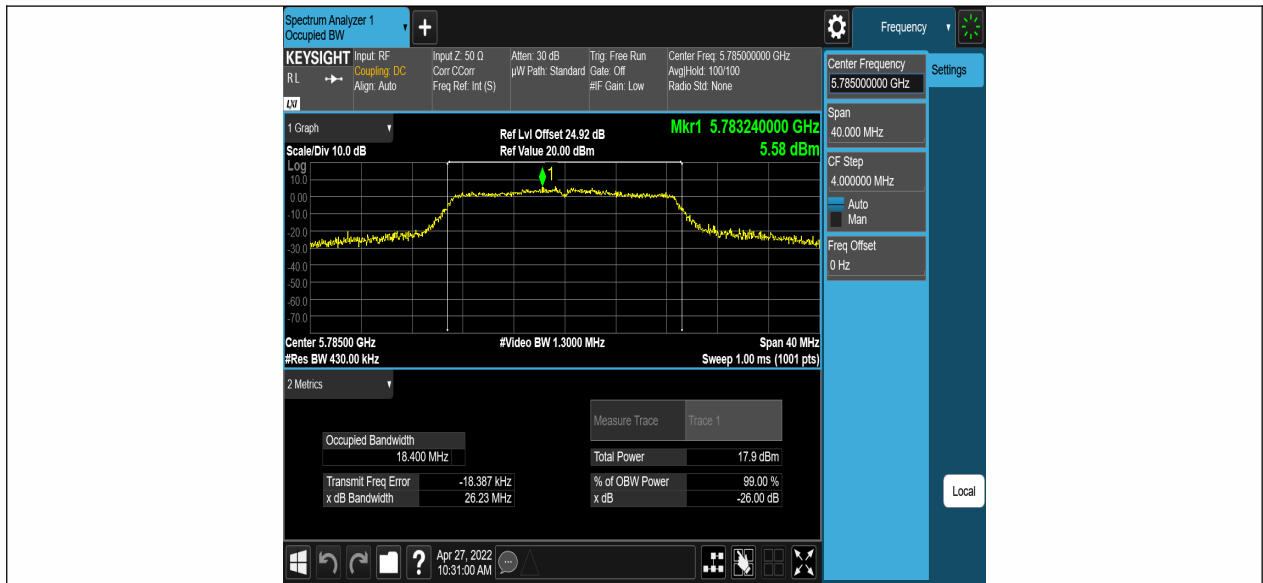 Spectrum Analyzer 1
Occupied BW
+
Frequency
KEYSIGHT
RL
LXI
Input: RF
Coupling: DC
Align: Auto
Input Z: 50 Ω
Corr CCorr
Freq Ref: Int (S)
Atten: 30 dB
µW Path: Standard
Trig: Free Run
Gate: Off
#IF Gain: Low
Center Freq: 5.785000000 GHz
Avg|Hold: 100/100
Radio Std: None
Center Frequency
5.785000000 GHz
Settings
Span
40.000 MHz
CF Step
4.000000 MHz
Auto
Man
Freq Offset
0 Hz
1 Graph
Scale/Div 10.0 dB
Ref Lvl Offset 24.92 dB
Ref Value 20.00 dBm
Mkr1 5.783240000 GHz
5.58 dBm
Log
10.0
0.00
-10.0
-20.0
-30.0
-40.0
-50.0
-60.0
-70.0
1
Center 5.78500 GHz
#Video BW 1.3000 MHz
Span 40 MHz
#Res BW 430.00 kHz
Sweep 1.00 ms (1001 pts)
2 Metrics
Measure Trace Trace 1
Occupied Bandwidth
18.400 MHz
Total Power 17.9 dBm
Transmit Freq Error -18.387 kHz
% of OBW Power 99.00 %
x dB Bandwidth 26.23 MHz
x dB -26.00 dB
Local
?
Apr 27, 2022
10:31:00 AM